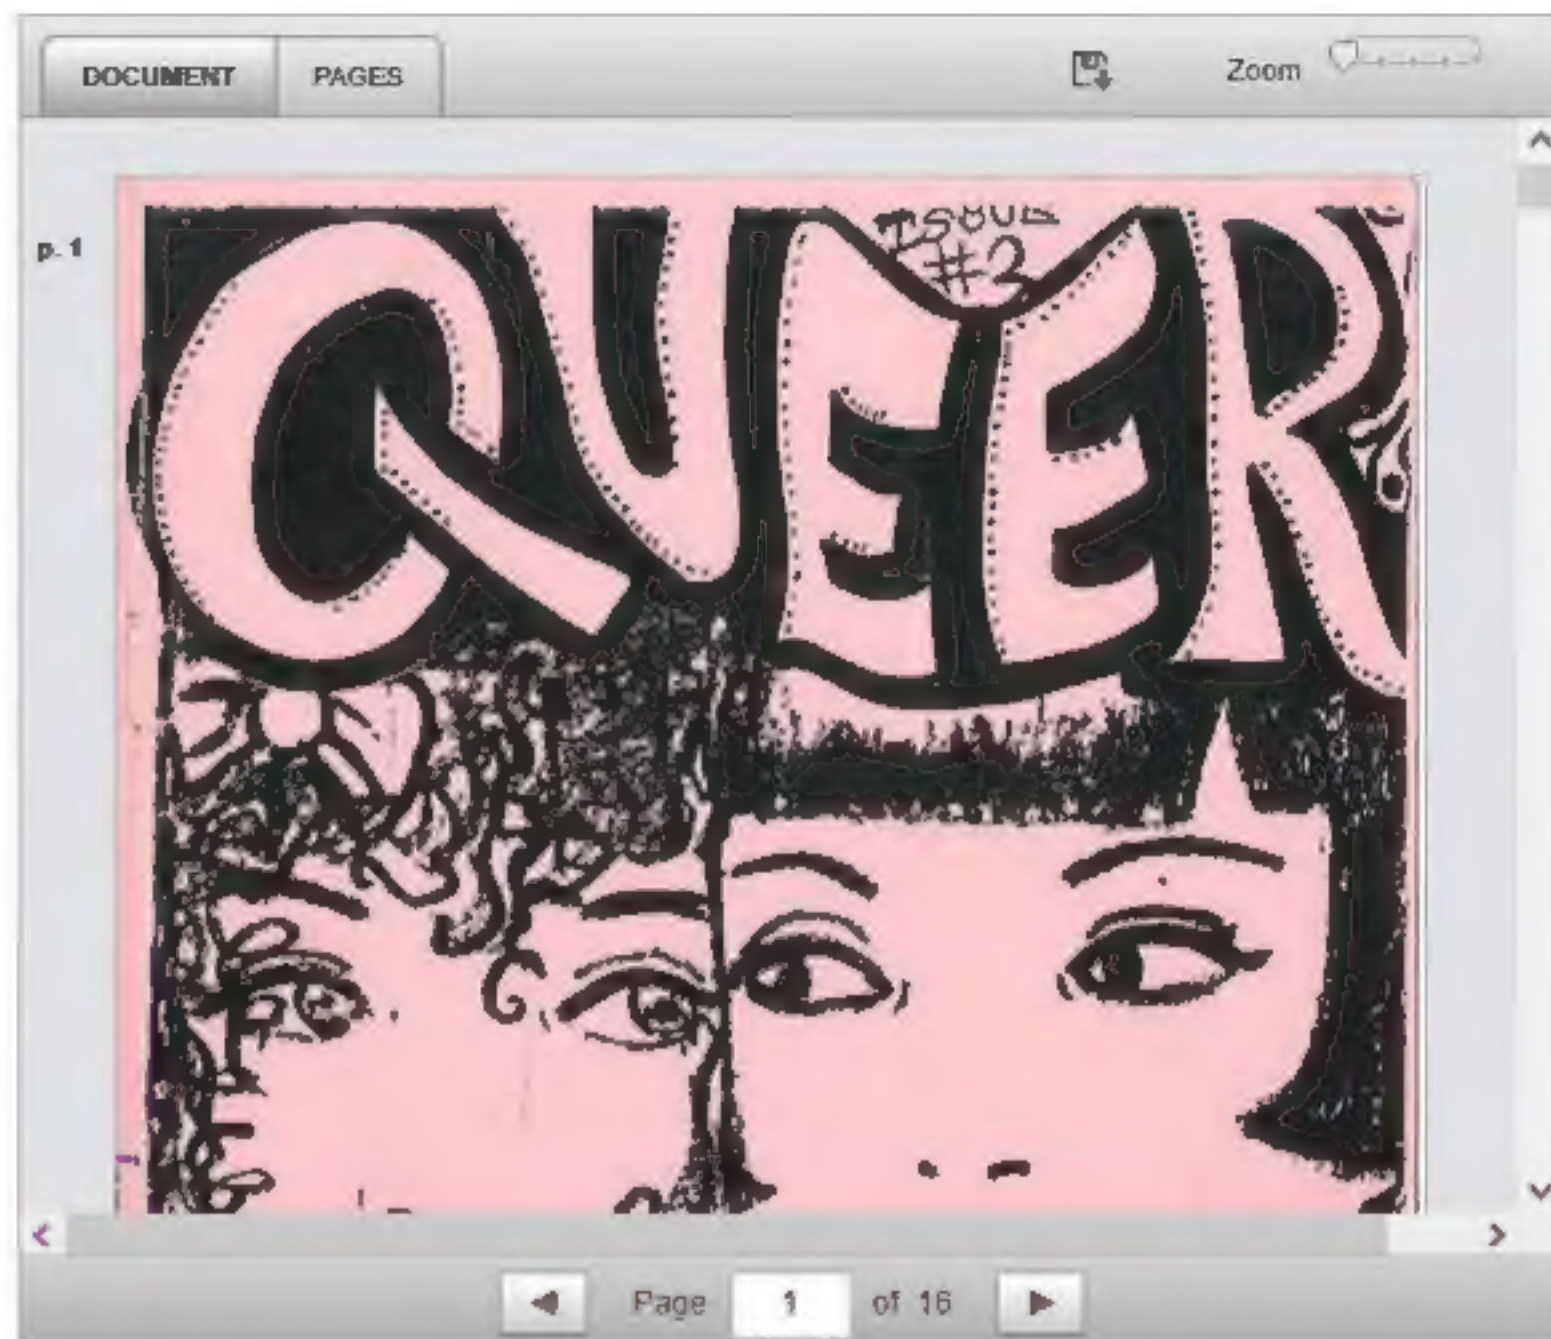 DOCUMENT PAGES Zoom
p. 1
ISSUE
#2
QUEER
Page 1 of 16